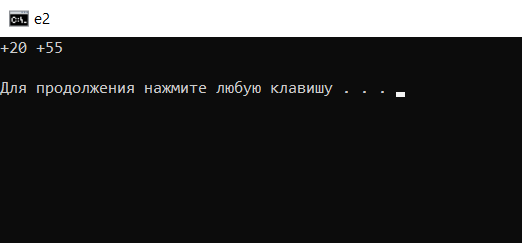 e2
+20 +55
Для продолжения нажмите любую клавишу . . .